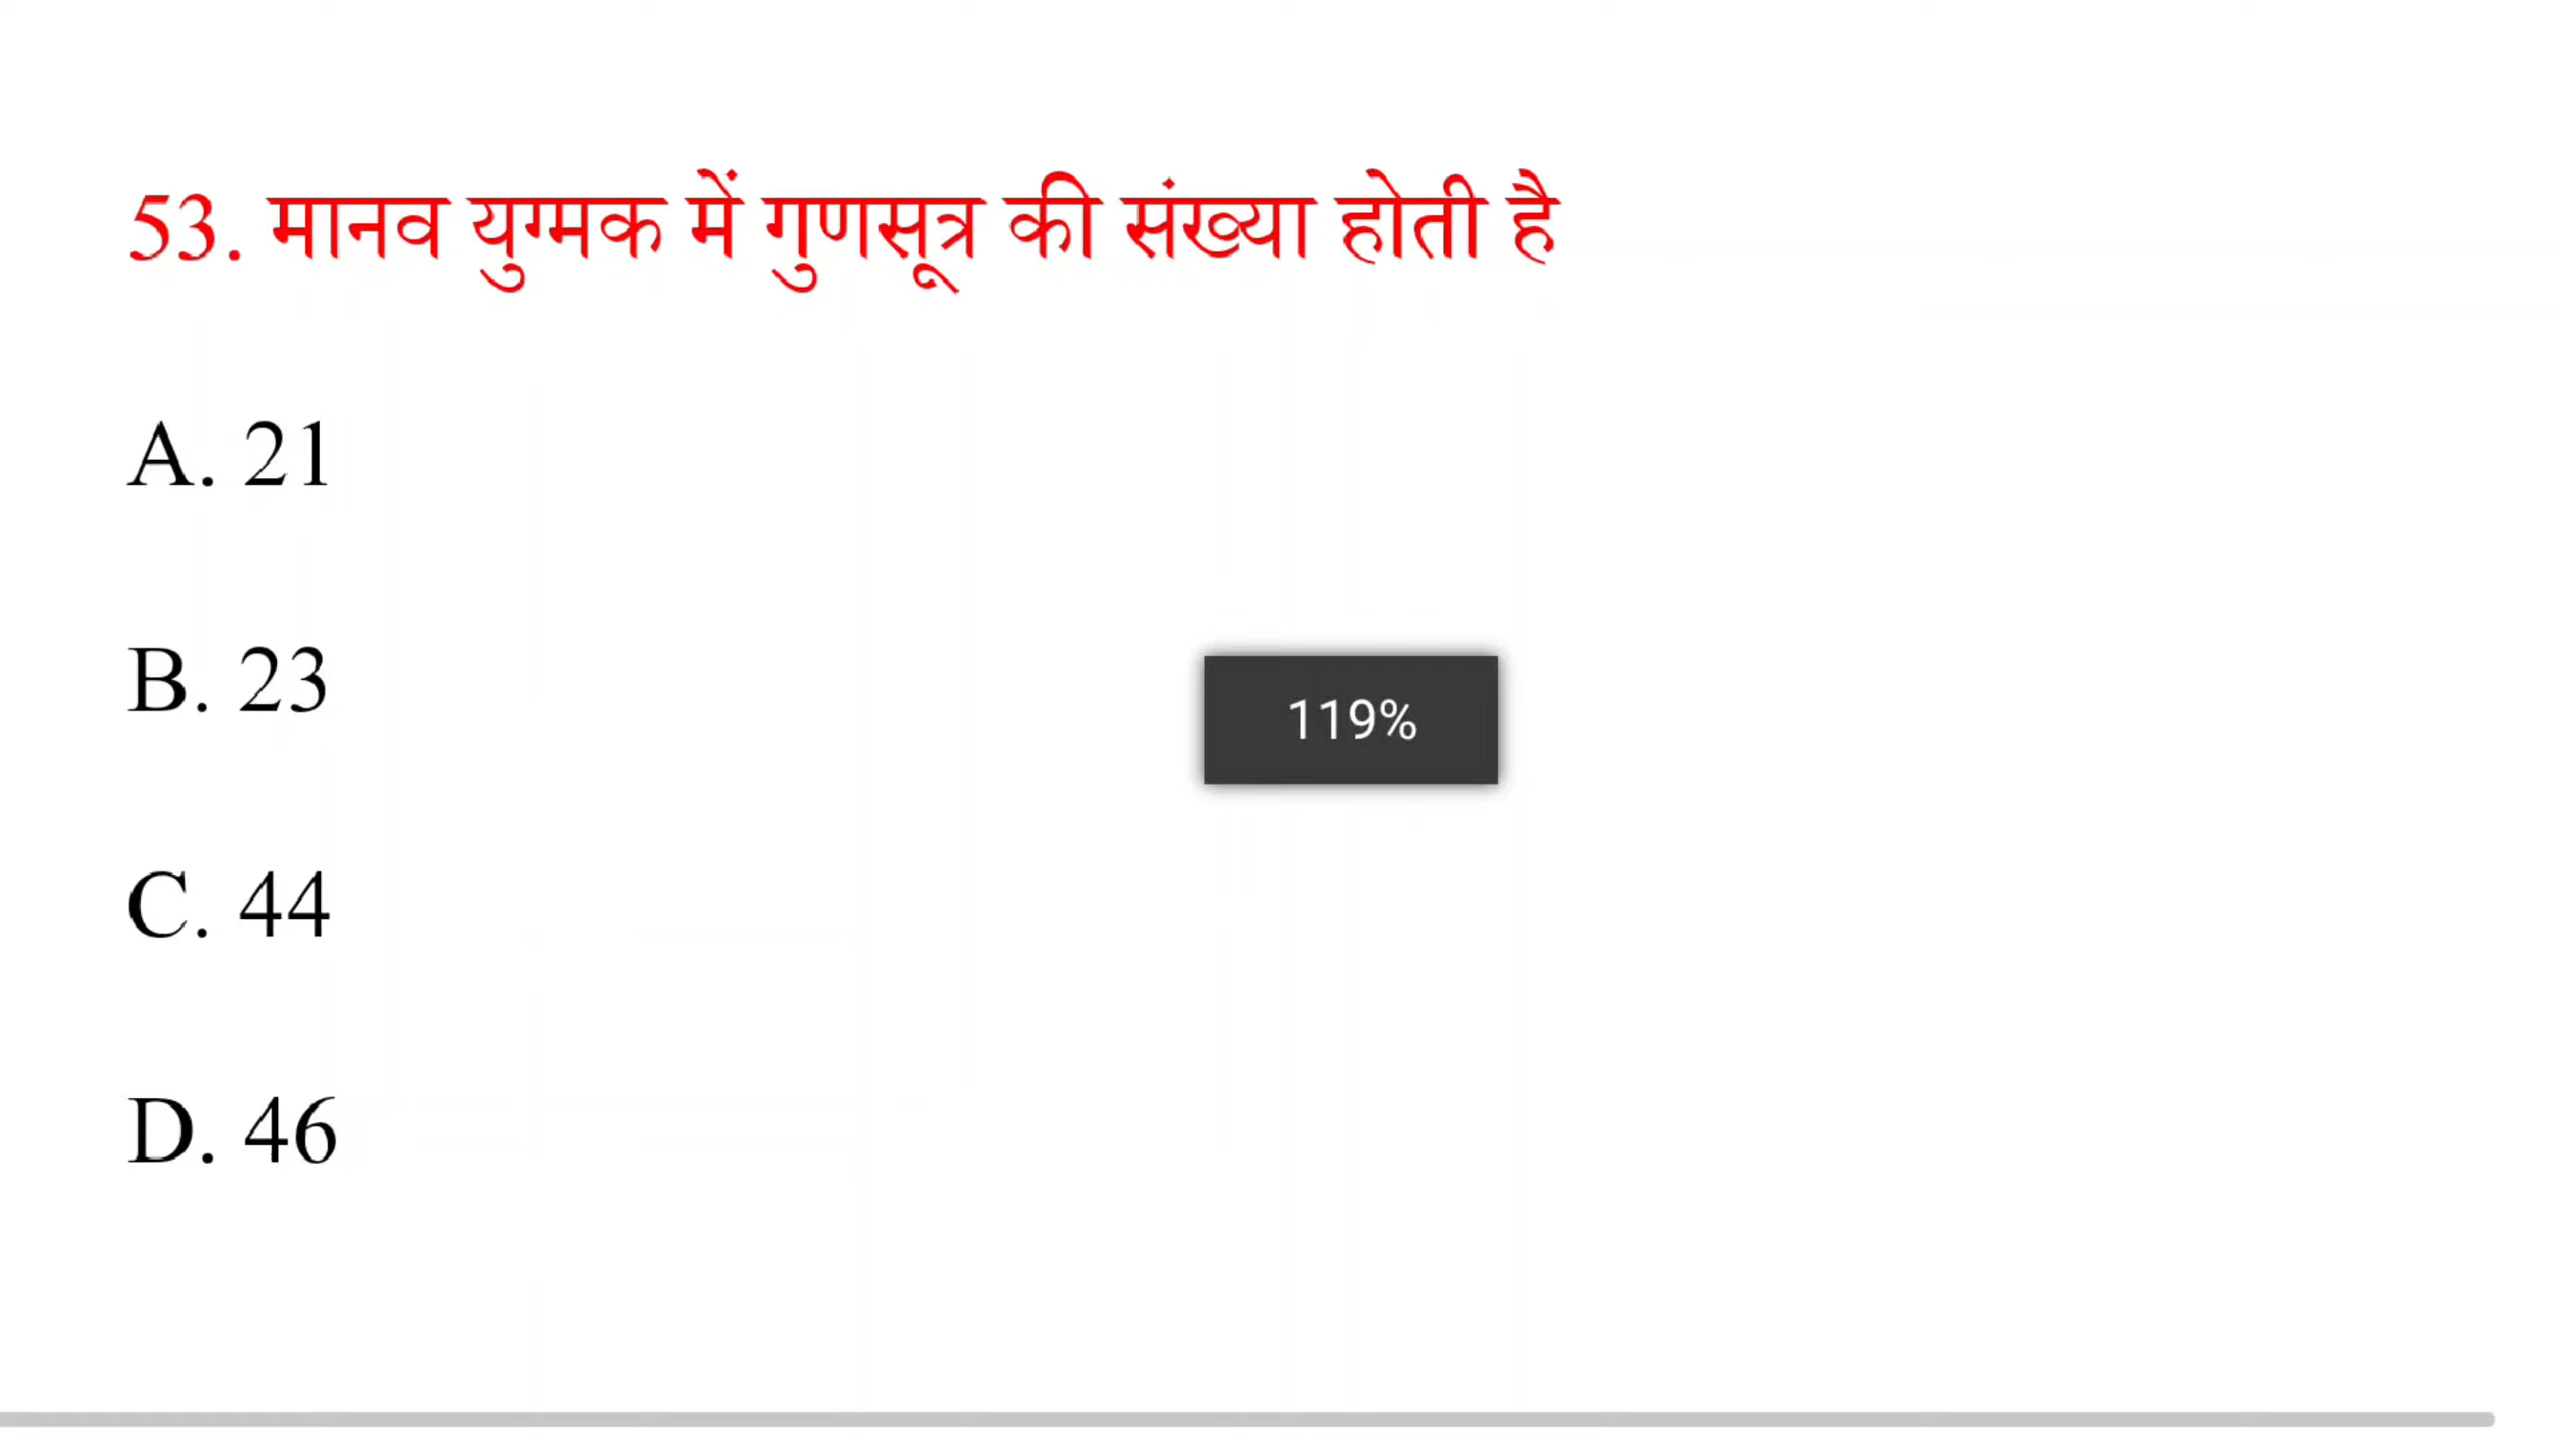 53. मानव युग्मक में गुणसूत्र की संख्या होती है
A. 21
B. 23
119%
C. 44
D. 46